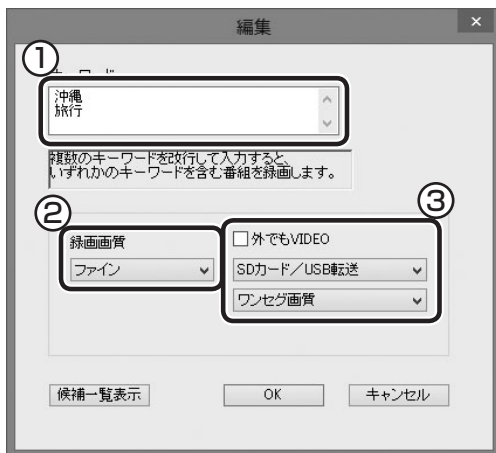 編集
①
キーワード
沖縄
旅行
複数のキーワードを改行して入力すると、
いずれかのキーワードを含む番組を録画します。
②
録画画質
ファイン
③
外でもVIDEO
SDカード/USB転送
ワンセグ画質
候補一覧表示
OK
キャンセル